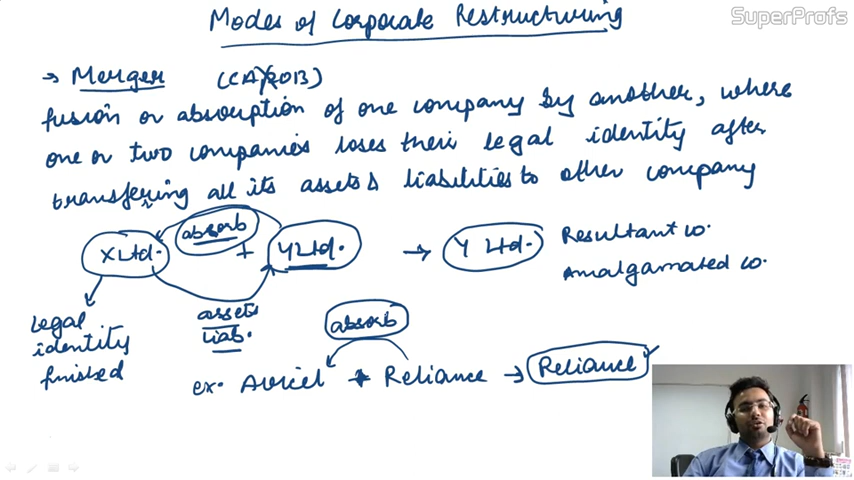 SuperProfs
Modes of Corporate Restructuring
→ Merger (CA X 2013)
fusion or absorption of one company by another, where
one or two companies loses their legal identity after
transferring all its assets & liabilities to other company
absorb
X Ltd. + Y Ltd. → Y Ltd. Resultant co.
Amalgamated co.
Legal
identity
finished
assets
liab.
absorb
ex. + Reliance → Reliance